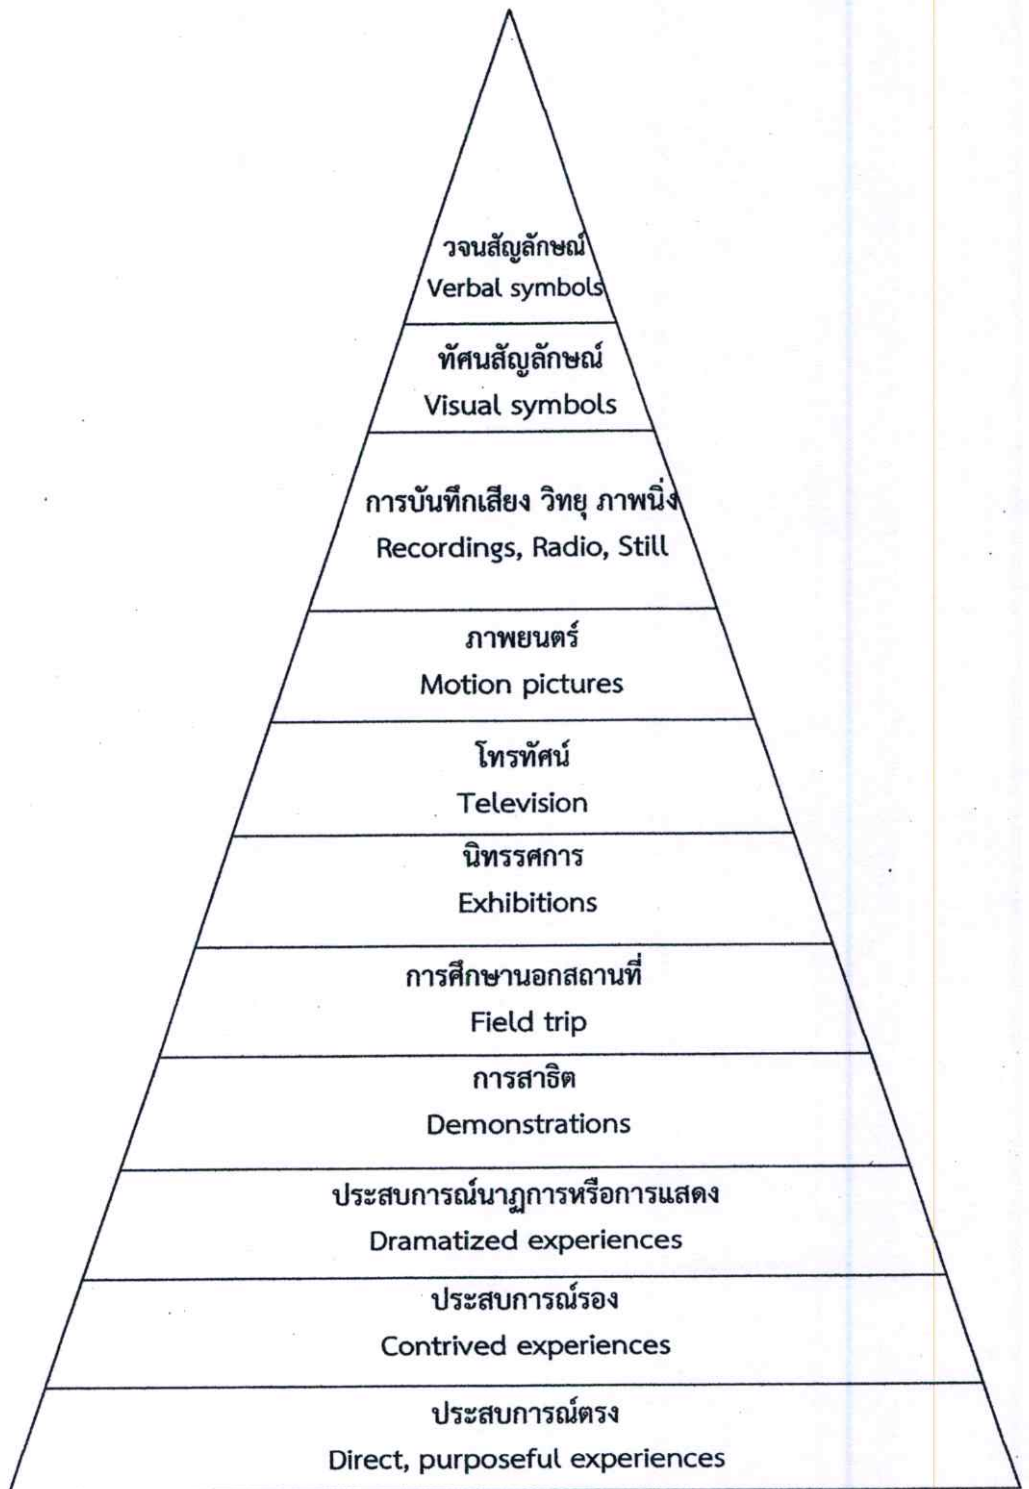 วจนสัญลักษณ์
Verbal symbols
ทัศนสัญลักษณ์
Visual symbols
การบันทึกเสียง วิทยุ ภาพนิ่ง
Recordings, Radio, Still
ภาพยนตร์
Motion pictures
โทรทัศน์
Television
นิทรรศการ
Exhibitions
การศึกษานอกสถานที่
Field trip
การสาธิต
Demonstrations
ประสบการณ์นาฏการหรือการแสดง
Dramatized experiences
ประสบการณ์รอง
Contrived experiences
ประสบการณ์ตรง
Direct, purposeful experiences